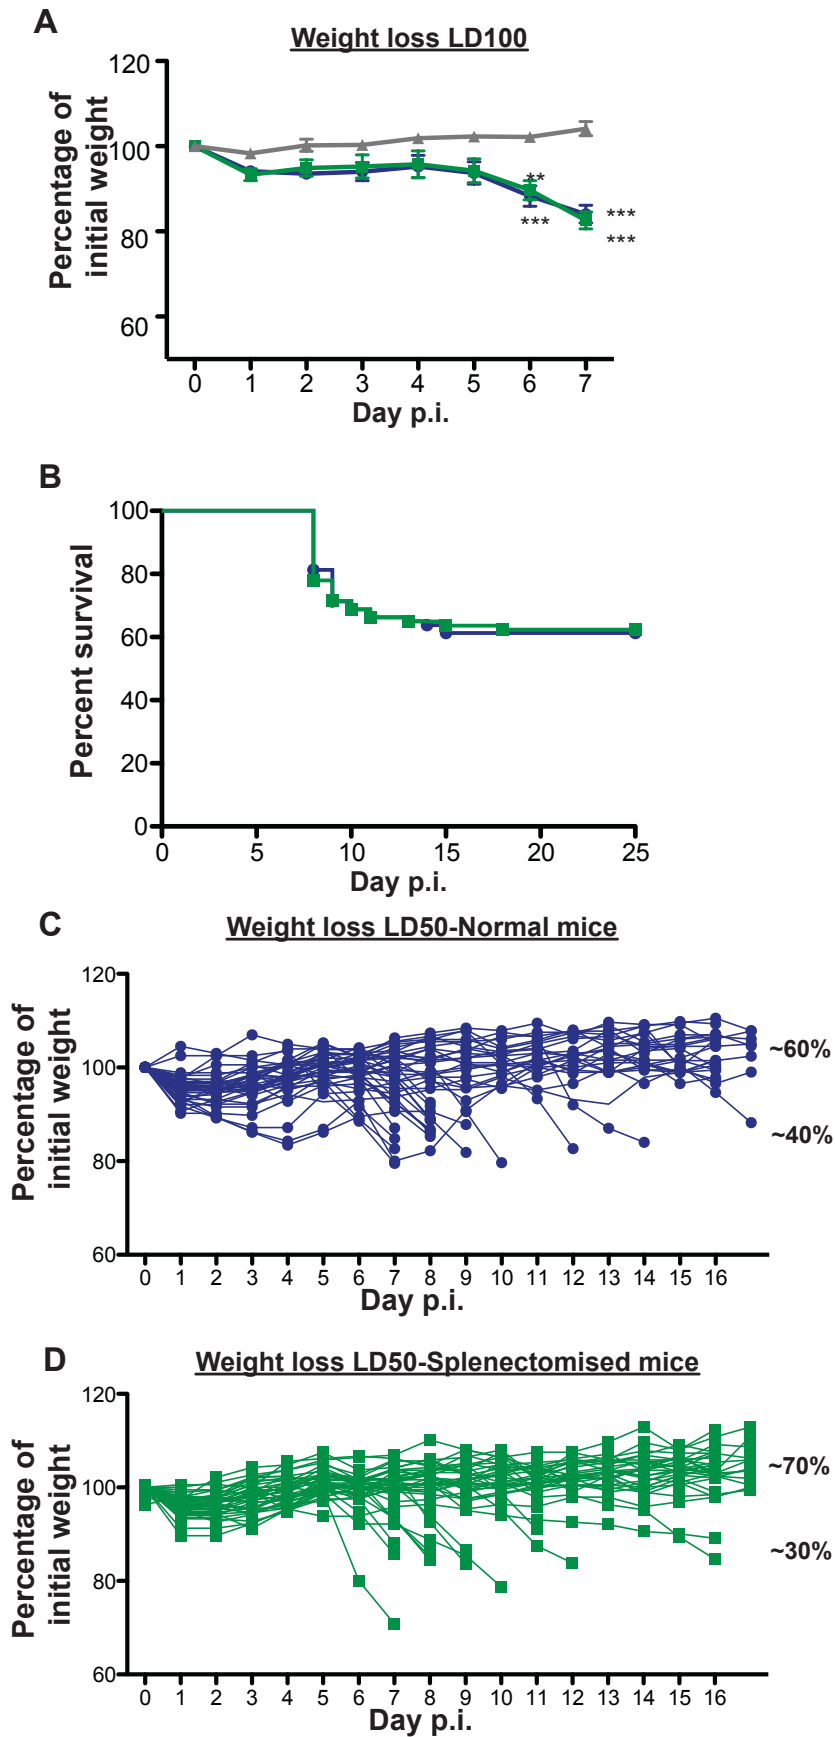 A
Weight loss LD100
Percentage of
initial weight
120
100
80
60
**
***
***
***
0 1 2 3 4 5 6 7
Day p.i.
B
Percent survival
100
80
60
40
20
0
0 5 10 15 20 25
Day p.i.
C
Weight loss LD50-Normal mice
Percentage of
initial weight
120
100
80
60
~60%
~40%
0 1 2 3 4 5 6 7 8 9 10 11 12 13 14 15 16
Day p.i.
D
Weight loss LD50-Splenectomised mice
Percentage of
initial weight
120
100
80
60
~70%
~30%
0 1 2 3 4 5 6 7 8 9 10 11 12 13 14 15 16
Day p.i.